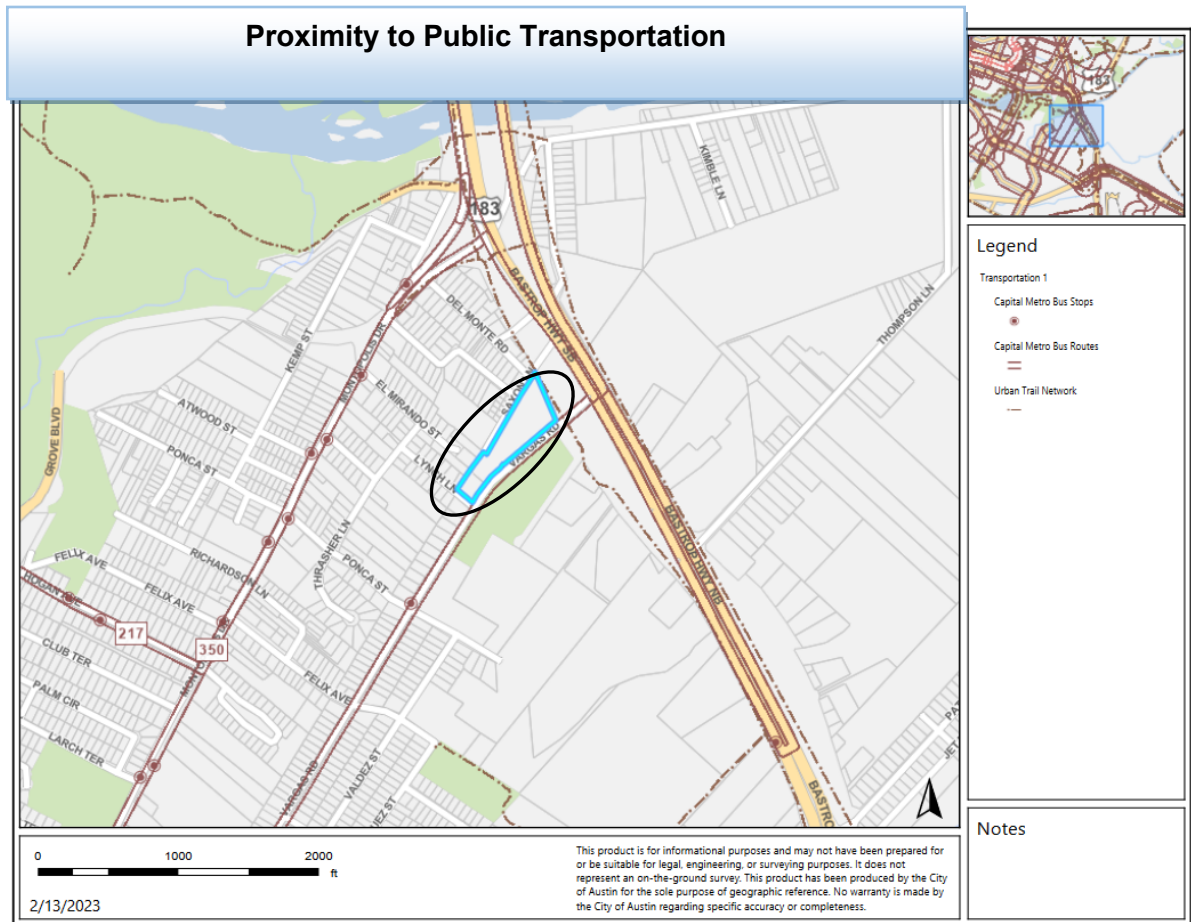 Proximity to Public Transportation
183
183
KIMBLE LN
BASTROP HWY SB
THOMPSON LN
DEL MONTE RD
KEMP ST
MONTOPOLIS DR
SAXON LN
EL MIRANDO ST
ATWOOD ST
GROVE BLVD
PONCA ST
LYNCH LN
VARGAS RD
THRASHER LN
PONCA ST
RICHARDSON LN
BASTROP HWY NB
FELIX AVE
HOGAN AVE
FELIX AVE
217
350
CLUB TER
FELIX AVE
PALM CIR
LARCH TER
VARGAS RD
VALDEZ ST
BASTRO
Legend
Transportation 1
Capital Metro Bus Stops
Capital Metro Bus Routes
Urban Trail Network
Notes
0 1000 2000
ft
2/13/2023
This product is for informational purposes and may not have been prepared for
or be suitable for legal, engineering, or surveying purposes. It does not
represent an on-the-ground survey. This product has been produced by the City
of Austin for the sole purpose of geographic reference. No warranty is made by
the City of Austin regarding specific accuracy or completeness.